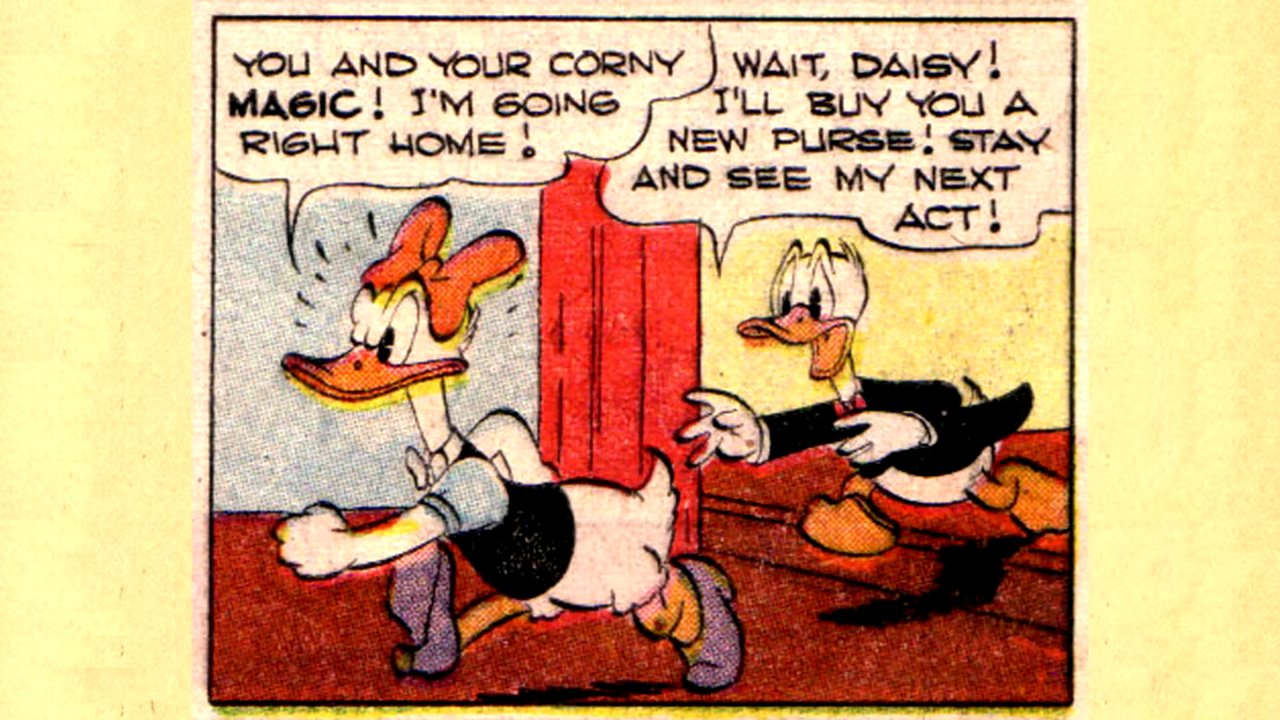 YOU AND YOUR CORNY
MAGIC! I'M GOING
RIGHT HOME!
WAIT, DAISY!
I'LL BUY YOU A
NEW PURSE! STAY
AND SEE MY NEXT
ACT!